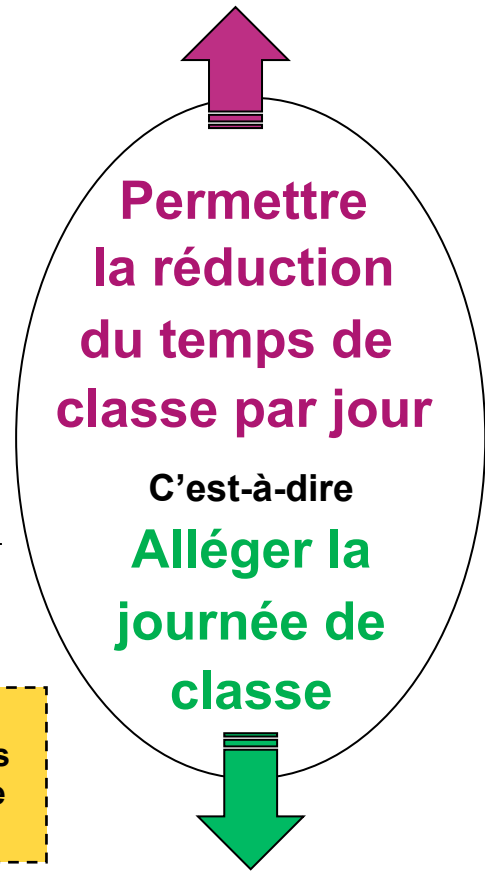 Permettre
la réduction
du temps de
classe par jour
C’est-à-dire
Alléger la
journée de
classe